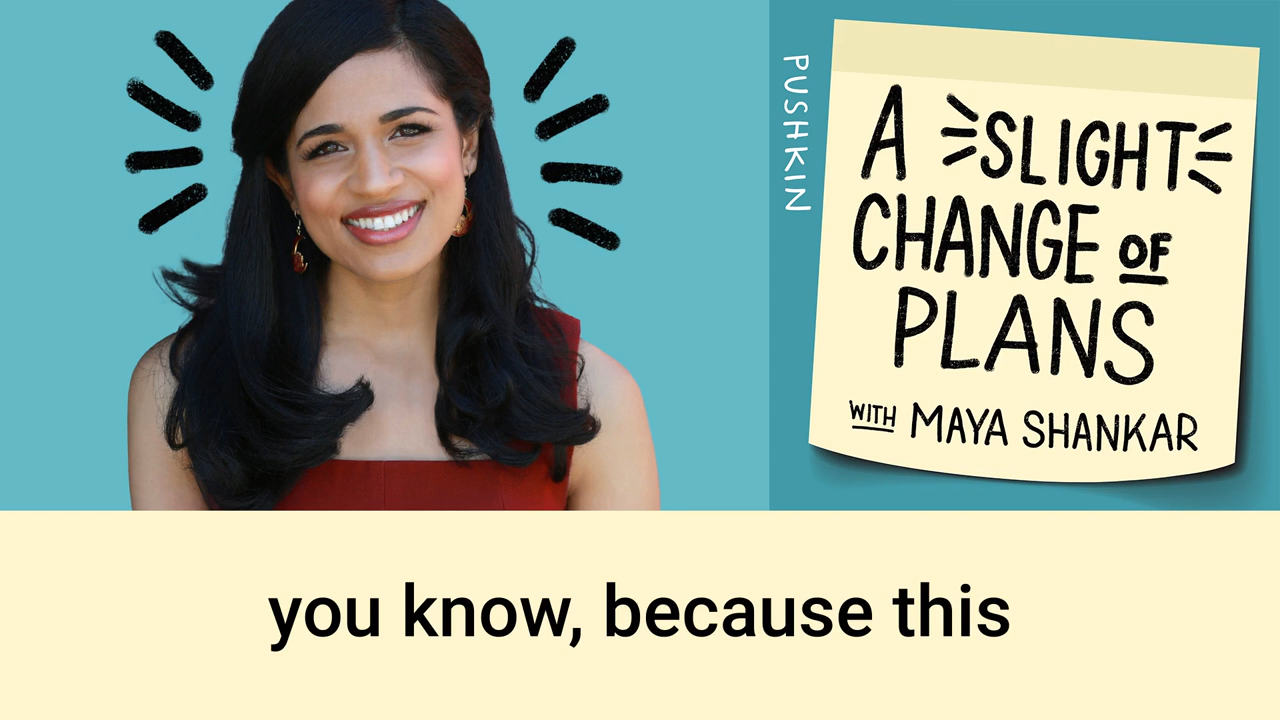 PUSHKIN
A SLIGHT
CHANGE OF
PLANS
WITH MAYA SHANKAR
you know, because this